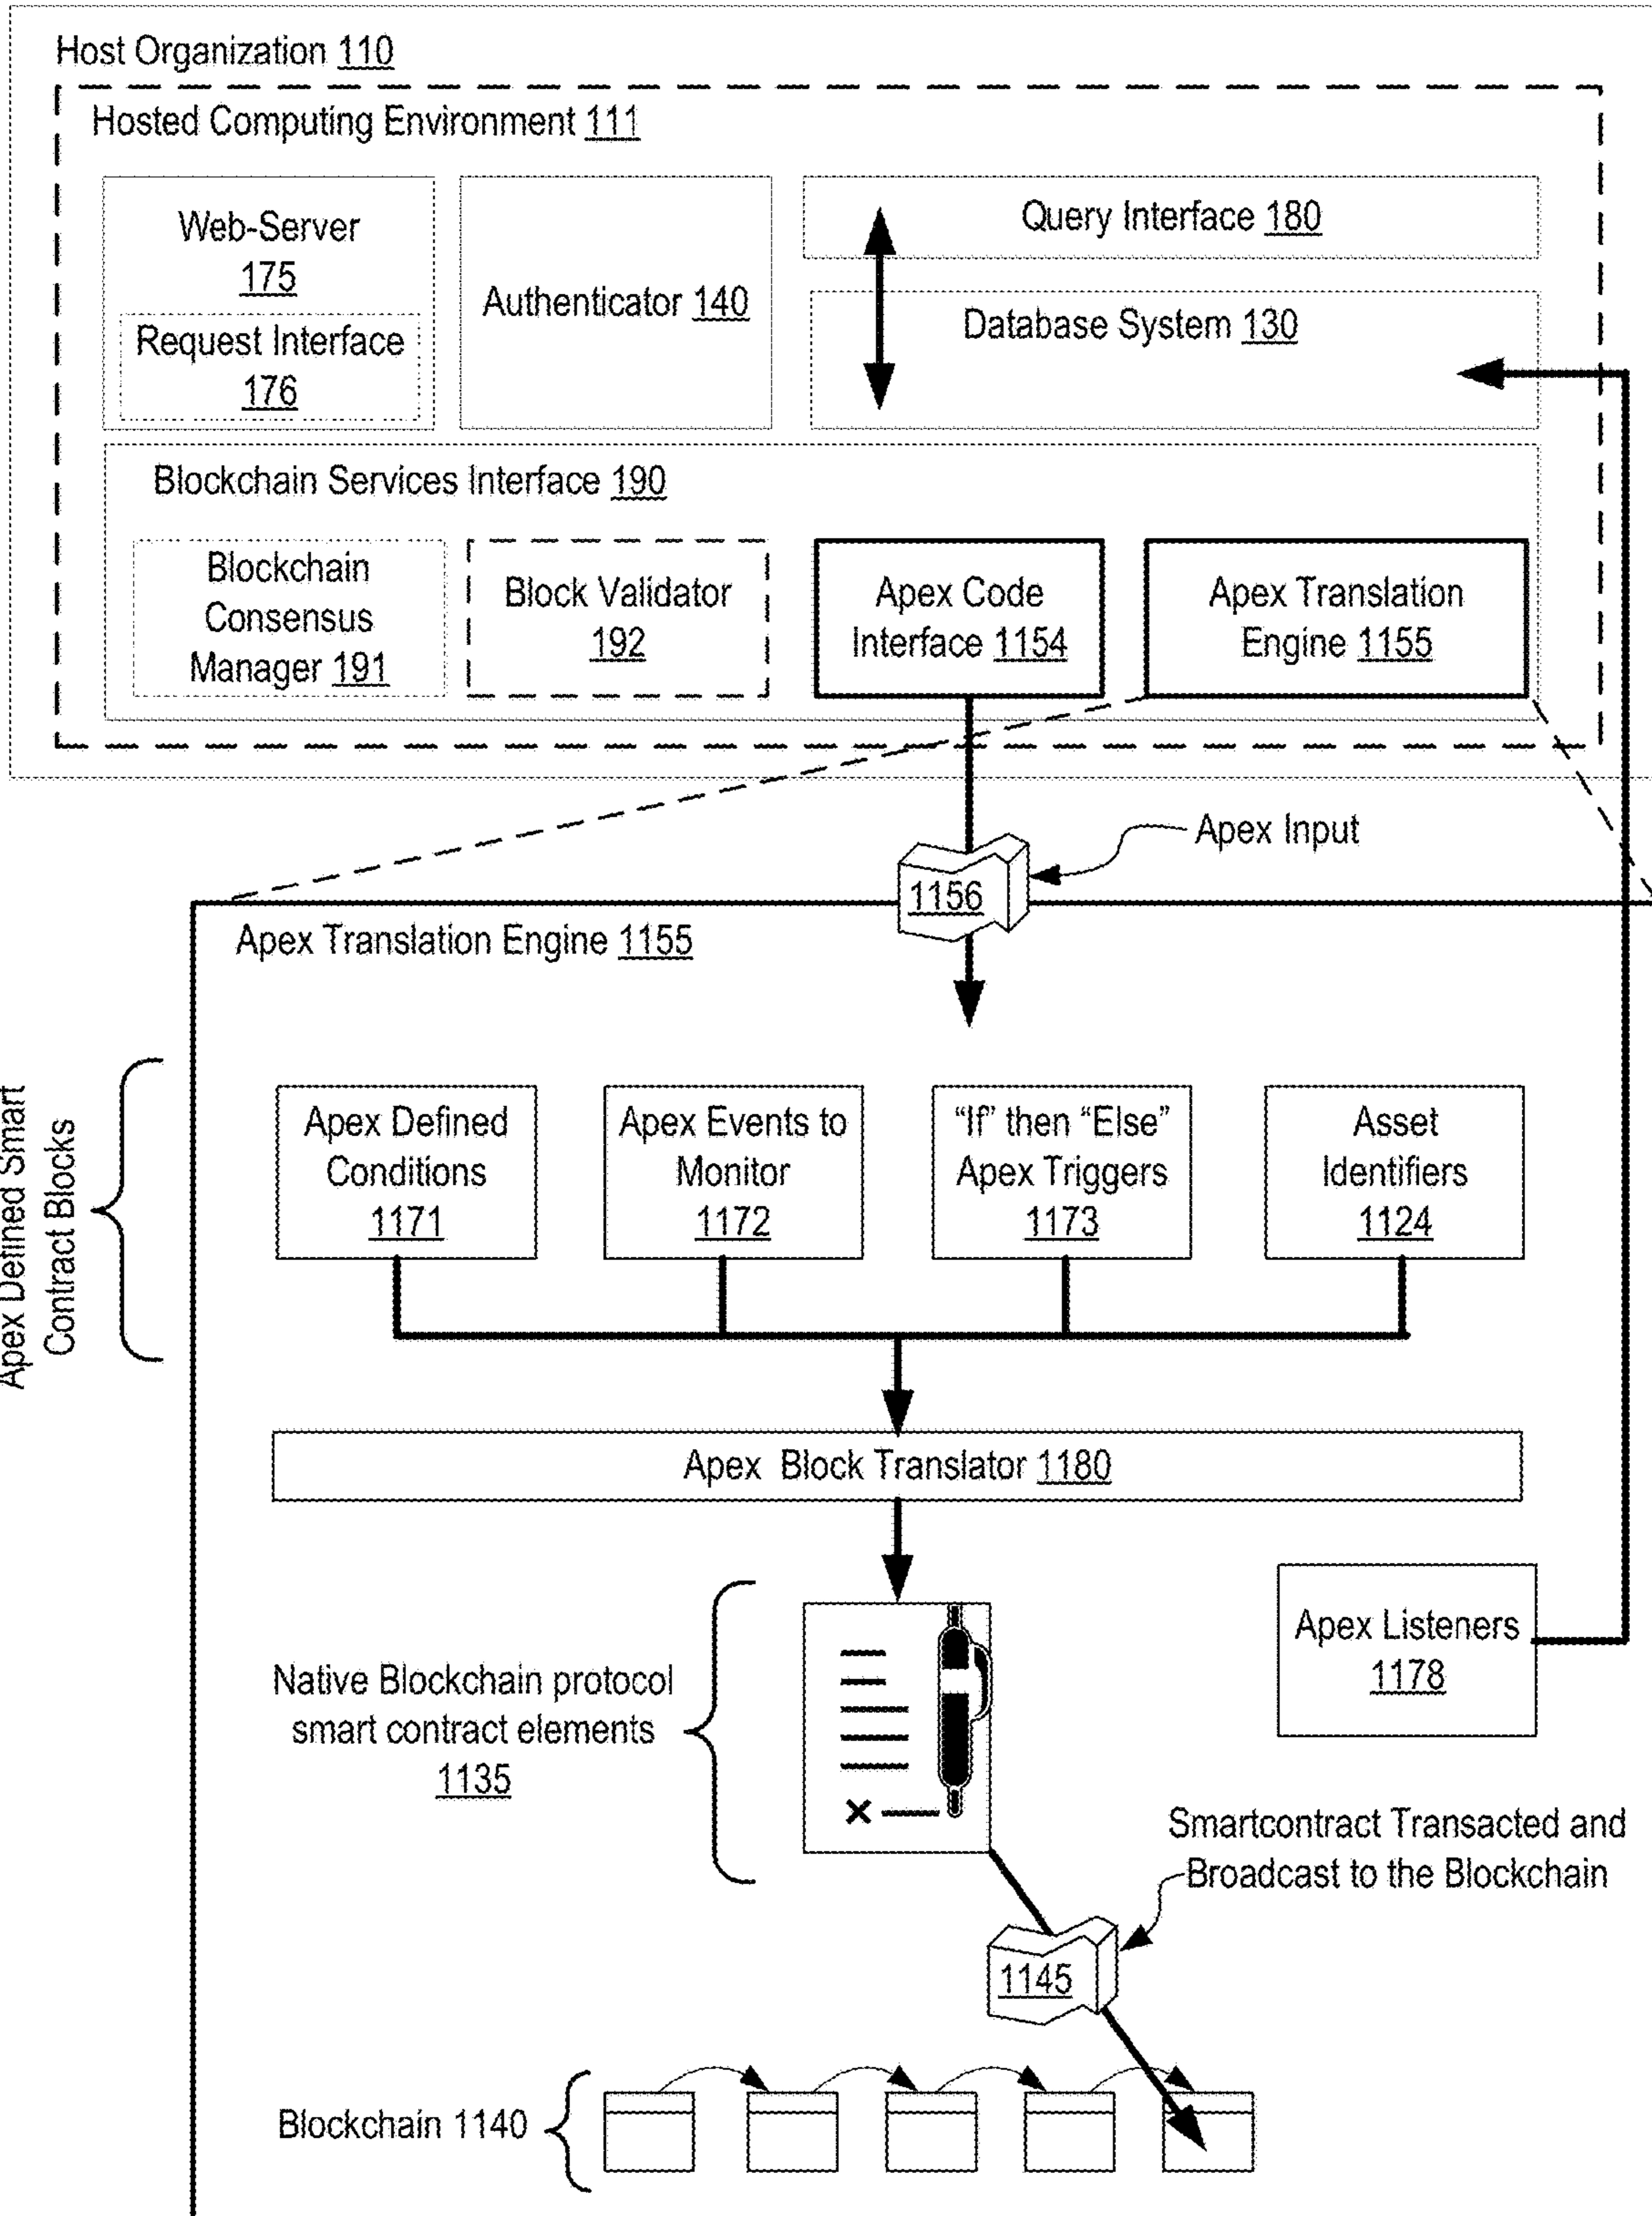 Host Organization 110
Hosted Computing Environment 111
Web-Server
175
Request Interface
176
Authenticator 140
Query Interface 180
Database System 130
Blockchain Services Interface 190
Blockchain
Consensus
Manager 191
Block Validator
192
Apex Code
Interface 1154
Apex Translation
Engine 1155
Apex Input
1156
Apex Translation Engine 1155
Apex Defined Smart
Contract Blocks
Apex Defined
Conditions
1171
Apex Events to
Monitor
1172
“If” then “Else”
Apex Triggers
1173
Asset
Identifiers
1124
Apex Block Translator 1180
Native Blockchain protocol
smart contract elements
1135
Apex Listeners
1178
Smartcontract Transacted and
Broadcast to the Blockchain
1145
Blockchain 1140